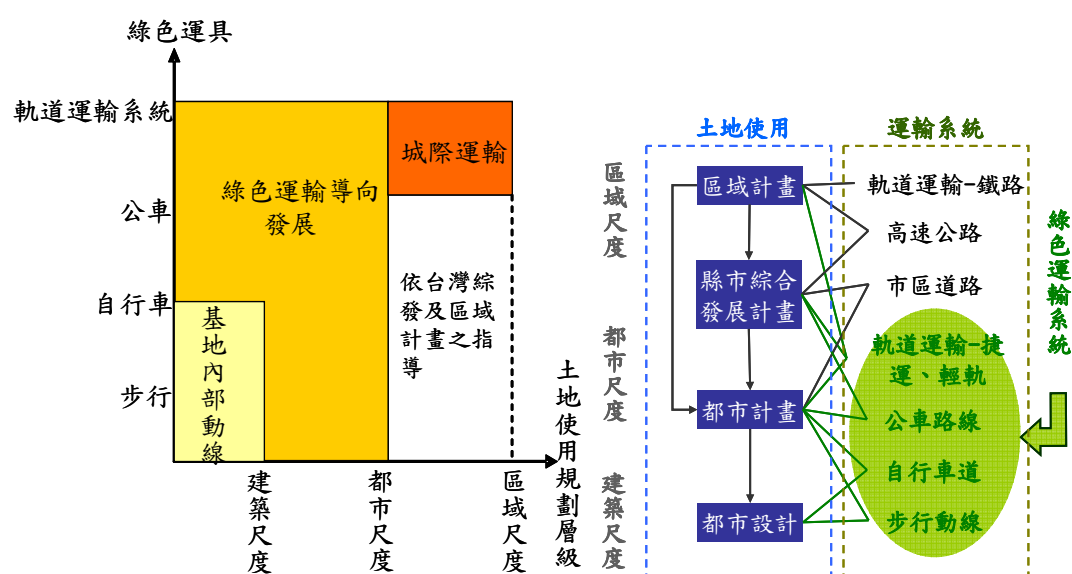 綠色運具
軌道運輸系統
公車
自行車
步行
綠色運輸導向
發展
城際運輸
依台灣綜
發及區域
計畫之指
導
基地內部動線
建築尺度
都市尺度
區域尺度
土地使用規劃層級
土地使用
運輸系統
區域尺度
都市尺度
建築尺度
區域計畫
縣市綜合
發展計畫
都市計畫
都市設計
軌道運輸-鐵路
高速公路
市區道路
軌道運輸-捷
運、輕軌
公車路線
自行車道
步行動線
綠色運輸系統